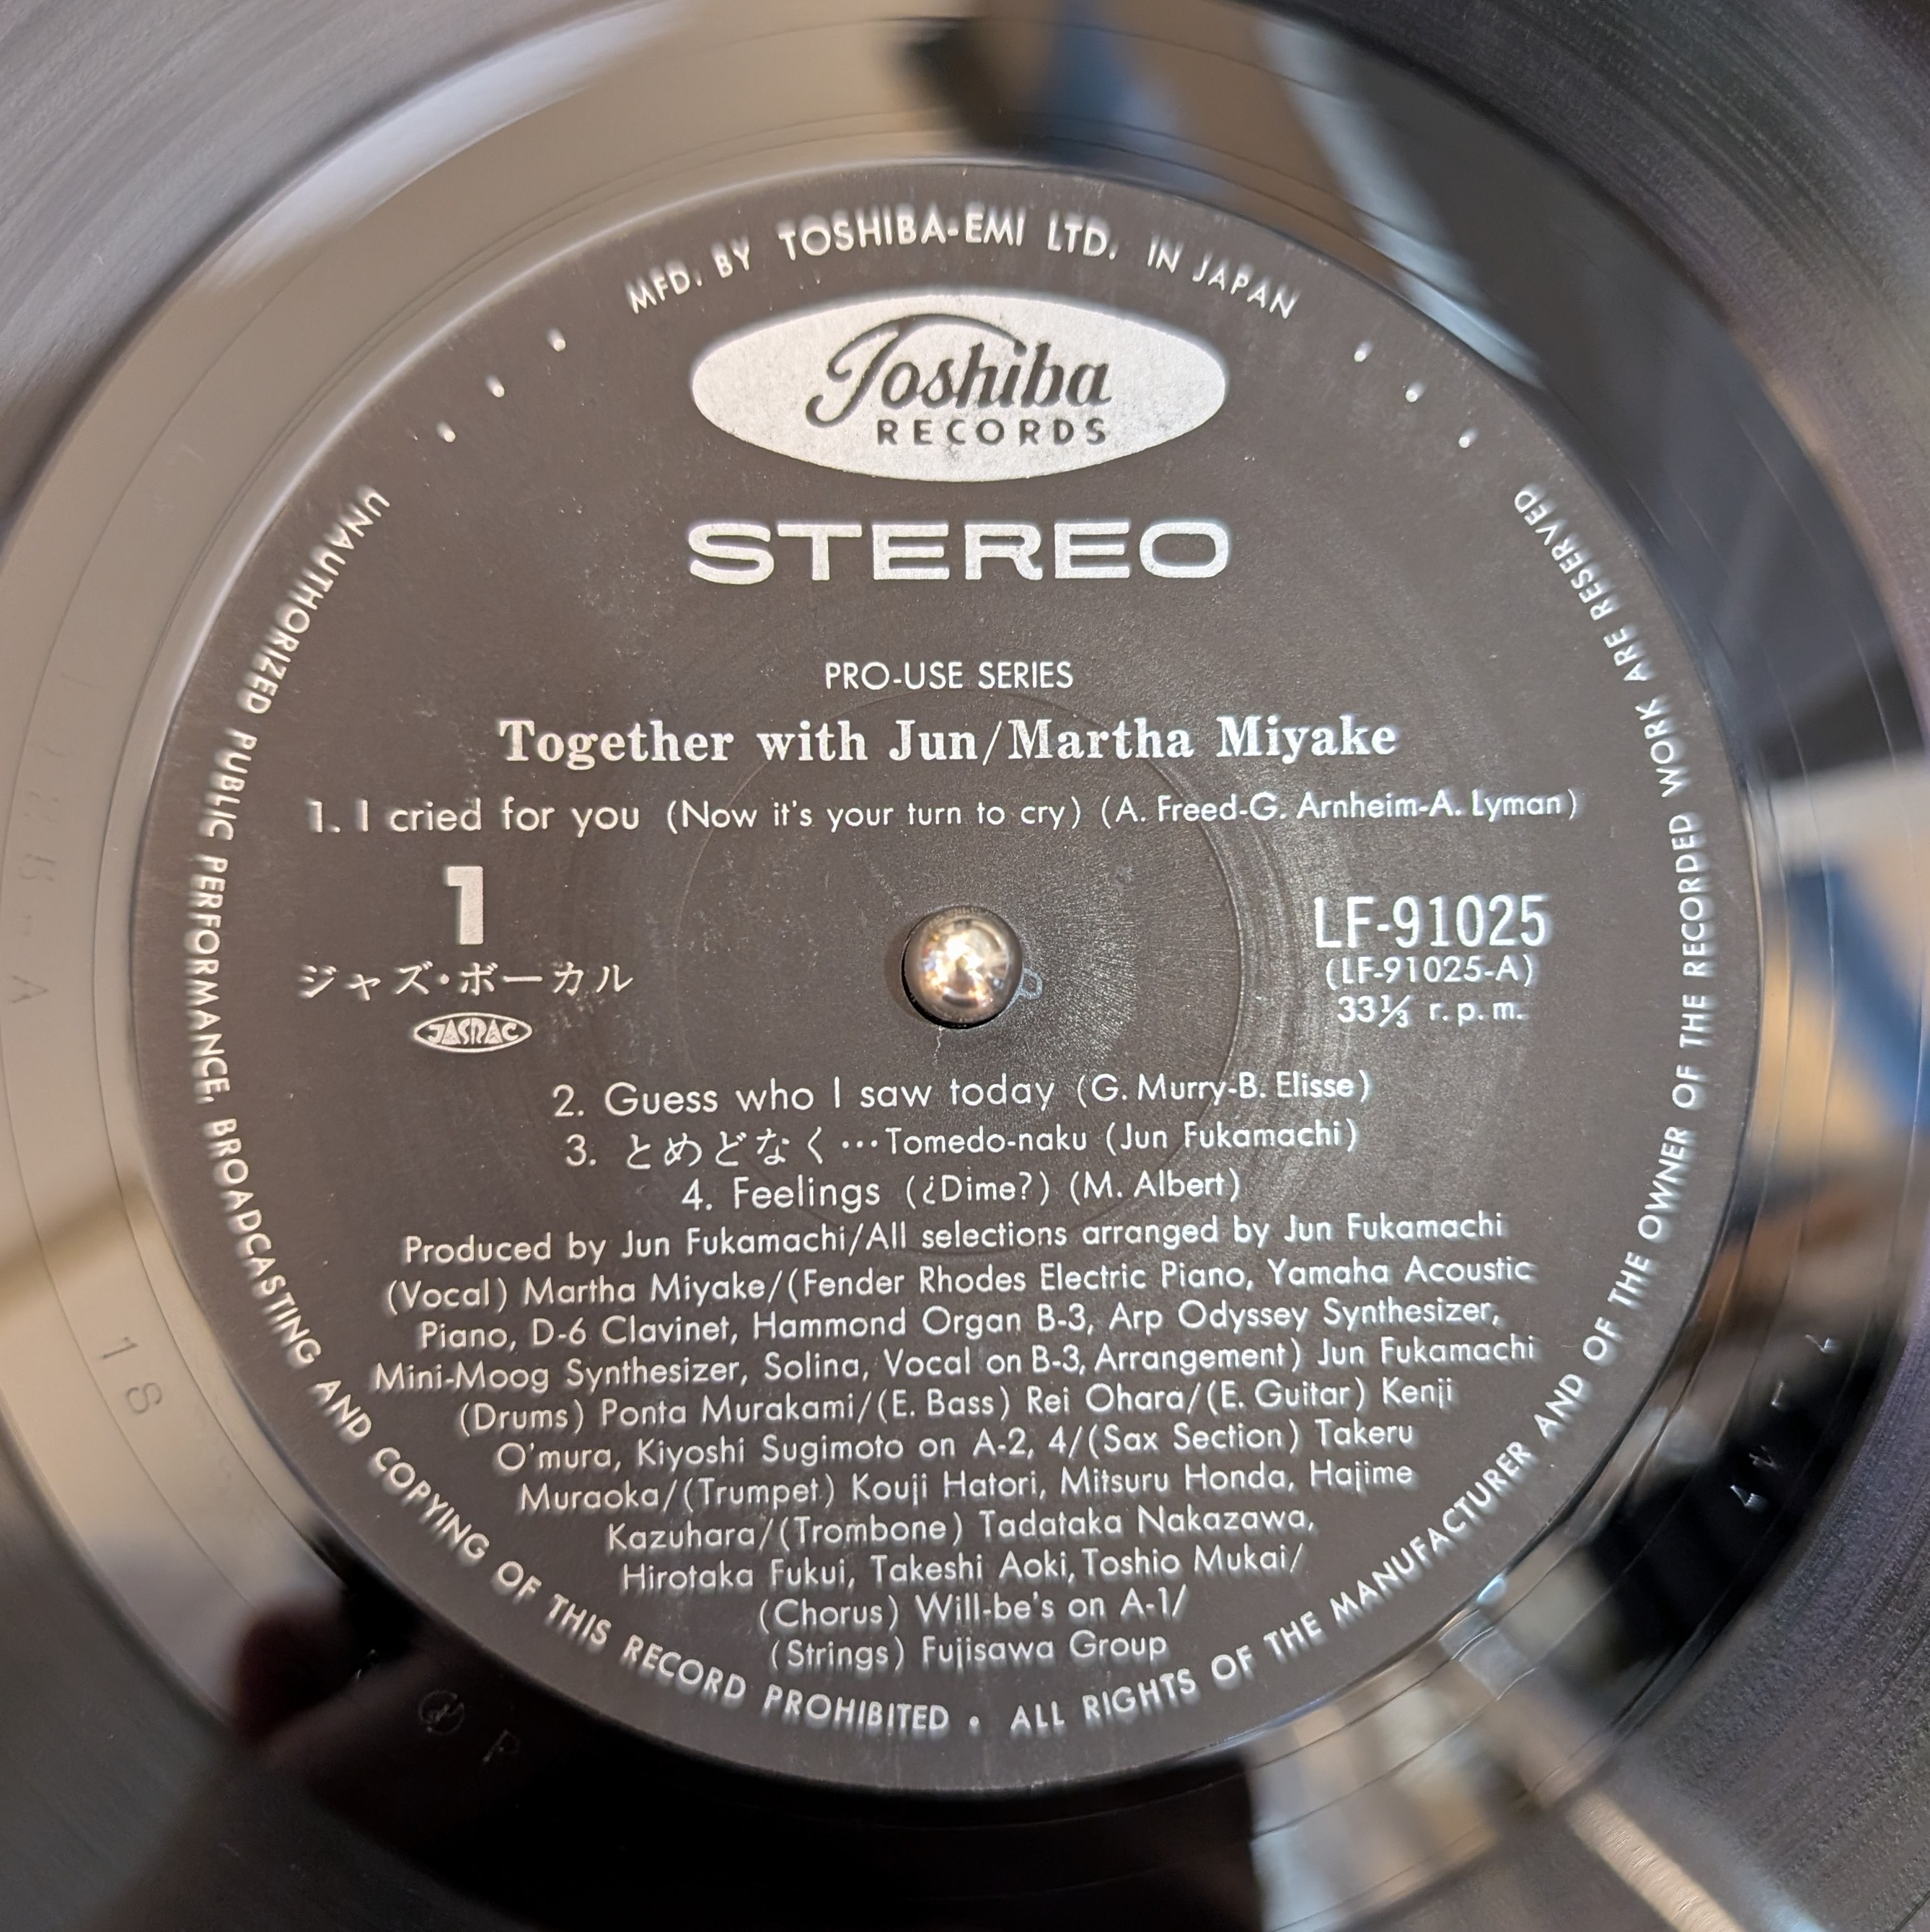 MFD. BY TOSHIBA-EMI LTD. IN JAPAN
Toshiba
RECORDS
STEREO
PRO-USE SERIES
Together with Jun/Martha Miyake
1. I cried for you (Now it's your turn to cry) (A. Freed-G. Arnheim-A. Lyman)
1
ジャズ・ボーカル
JASRAC
LF-91025
(LF-91025-A)
33⅓ r.p.m.
2. Guess who I saw today (G. Murry-B. Elisse)
3. とめどなく…Tomedo-naku (Jun Fukamachi)
4. Feelings (¿Dime?) (M. Albert)
Produced by Jun Fukamachi/All selections arranged by Jun Fukamachi
(Vocal) Martha Miyake/(Fender Rhodes Electric Piano, Yamaha Acoustic
Piano, D-6 Clavinet, Hammond Organ B-3, Arp Odyssey Synthesizer,
Mini-Moog Synthesizer, Solina, Vocal on B-3, Arrangement) Jun Fukamachi
(Drums) Ponta Murakami/(E. Bass) Rei Ohara/(E. Guitar) Kenji
O'mura, Kiyoshi Sugimoto on A-2, 4/(Sax Section) Takeru
Muraoka/(Trumpet) Kouji Hatori, Mitsuru Honda, Hajime
Kazuhara/(Trombone) Tadataka Nakazawa,
Hirotaka Fukui, Takeshi Aoki, Toshio Mukai/
(Chorus) Will-be's on A-1/
(Strings) Fujisawa Group
UNAUTHORIZED PUBLIC PERFORMANCE, BROADCASTING AND COPYING OF THIS RECORD PROHIBITED • ALL RIGHTS OF THE MANUFACTURER AND OF THE OWNER OF THE RECORDED WORK ARE RESERVED
18